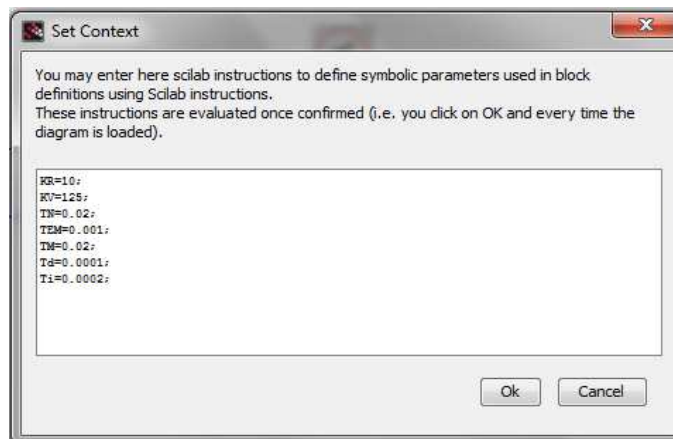 Set Context
You may enter here scilab instructions to define symbolic parameters used in block
definitions using Scilab instructions.
These instructions are evaluated once confirmed (i.e. you click on OK and every time the
diagram is loaded).
KR=10;
KV=125;
TN=0.02;
TEM=0.001;
TM=0.02;
Td=0.0001;
Ti=0.0002;
Ok Cancel